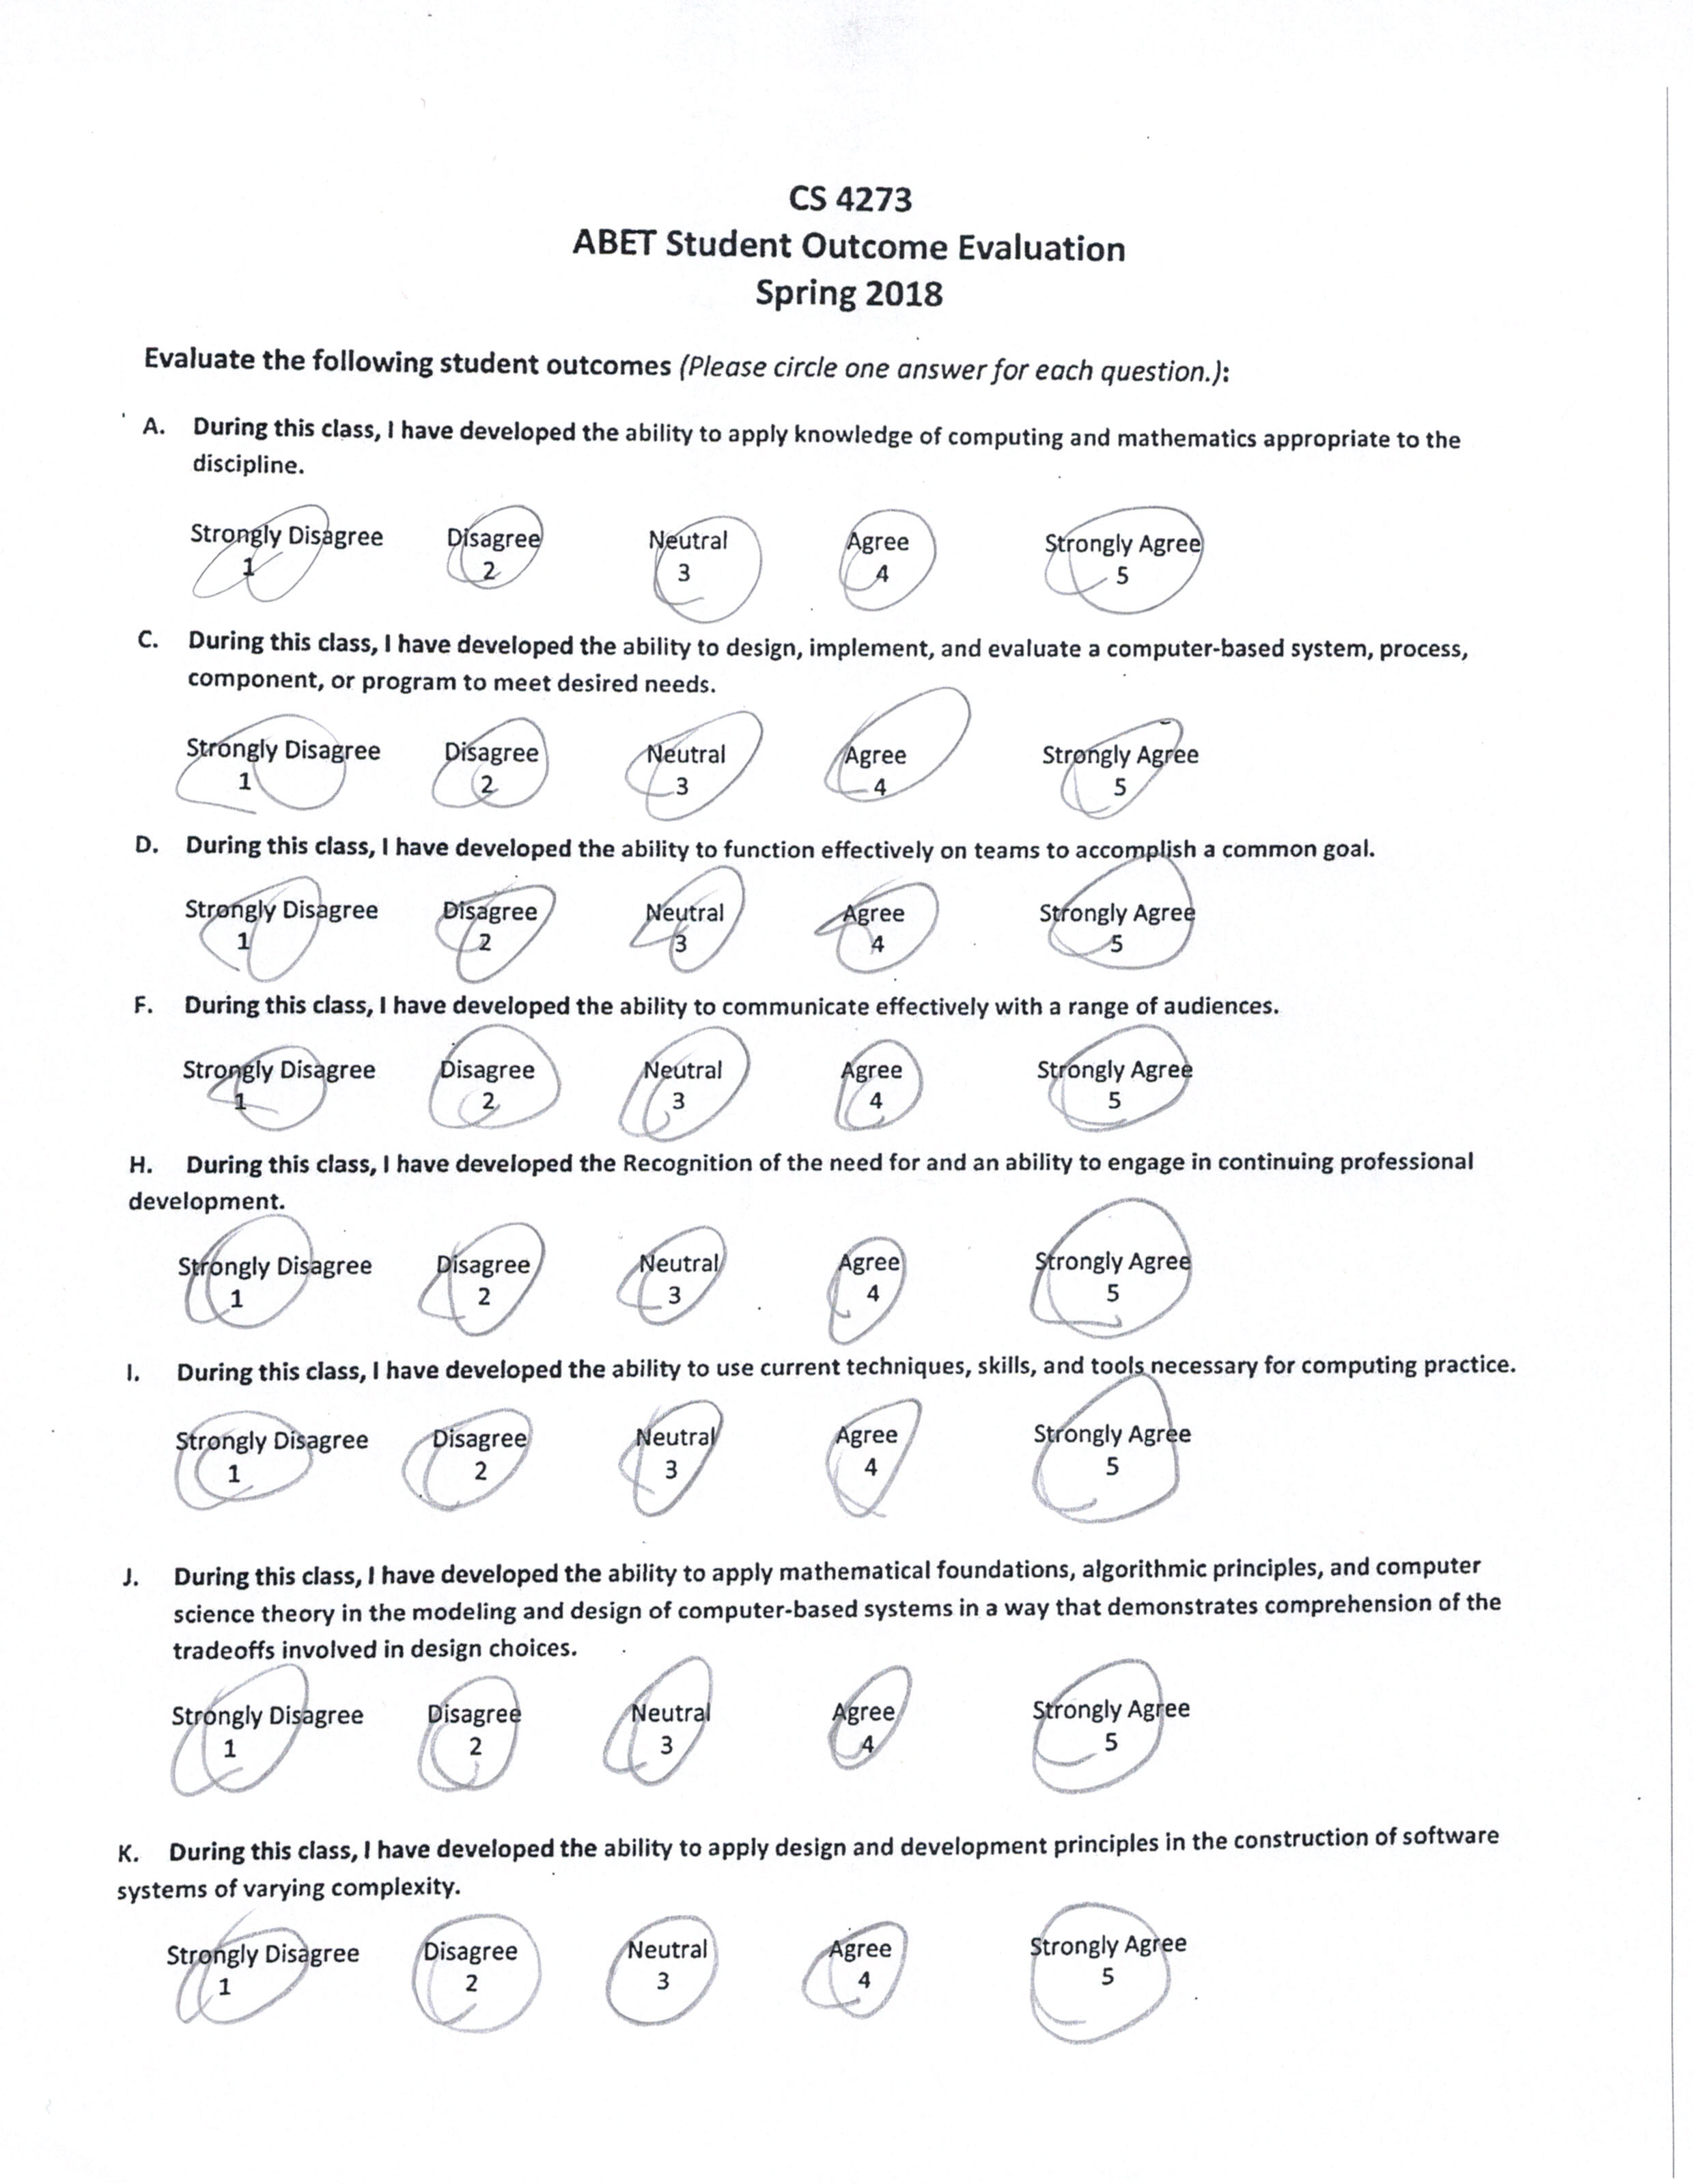 CS 4273
ABET Student Outcome Evaluation
Spring 2018
Evaluate the following student outcomes (Please circle one answer for each question.):
A. During this class, I have developed the ability to apply knowledge of computing and mathematics appropriate to the
discipline.
Strongly Disagree Disagree Neutral Agree Strongly Agree
1 2 3 4 5
C. During this class, I have developed the ability to design, implement, and evaluate a computer-based system, process,
component, or program to meet desired needs.
Strongly Disagree Disagree Neutral Agree Strongly Agree
1 2 3 4 5
D. During this class, I have developed the ability to function effectively on teams to accomplish a common goal.
Strongly Disagree Disagree Neutral Agree Strongly Agree
1 2 3 4 5
F. During this class, I have developed the ability to communicate effectively with a range of audiences.
Strongly Disagree Disagree Neutral Agree Strongly Agree
1 2 3 4 5
H. During this class, I have developed the Recognition of the need for and an ability to engage in continuing professional
development.
Strongly Disagree Disagree Neutral Agree Strongly Agree
1 2 3 4 5
I. During this class, I have developed the ability to use current techniques, skills, and tools necessary for computing practice.
Strongly Disagree Disagree Neutral Agree Strongly Agree
1 2 3 4 5
J. During this class, I have developed the ability to apply mathematical foundations, algorithmic principles, and computer
science theory in the modeling and design of computer-based systems in a way that demonstrates comprehension of the
tradeoffs involved in design choices.
Strongly Disagree Disagree Neutral Agree Strongly Agree
1 2 3 4 5
K. During this class, I have developed the ability to apply design and development principles in the construction of software
systems of varying complexity.
Strongly Disagree Disagree Neutral Agree Strongly Agree
1 2 3 4 5